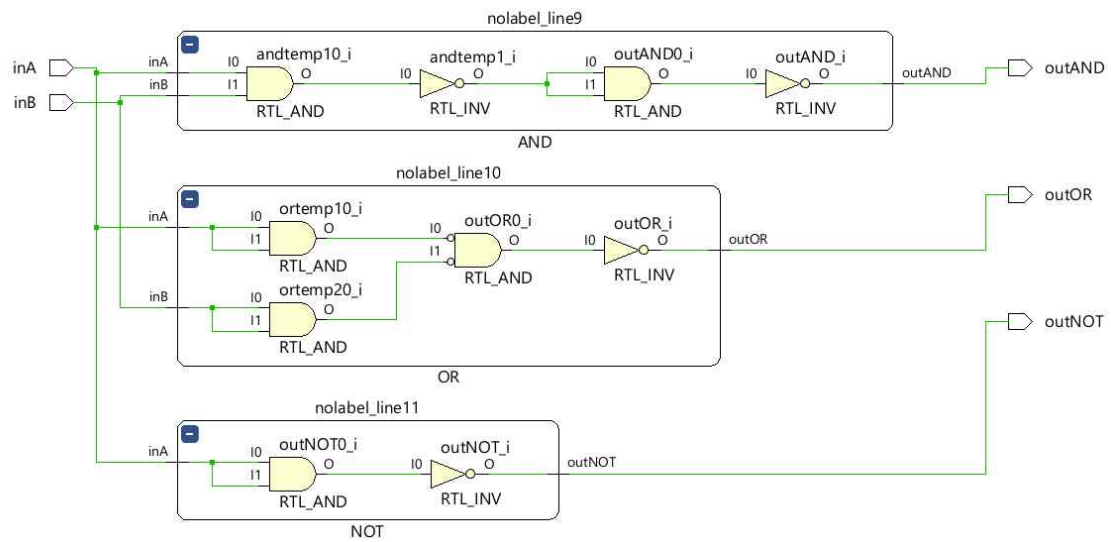 nolabel_line9
inA
inB
inA
inB
I0
I1
andtemp10_i
O
RTL_AND
I0
andtemp1_i
O
RTL_INV
I0
I1
outAND0_i
O
RTL_AND
I0
outAND_i
O
RTL_INV
outAND
outAND
AND
nolabel_line10
inA
I0
I1
ortemp10_i
O
RTL_AND
inB
I0
I1
ortemp20_i
O
RTL_AND
I0
I1
outOR0_i
O
RTL_AND
I0
outOR_i
O
RTL_INV
outOR
outOR
OR
nolabel_line11
inA
I0
I1
outNOT0_i
O
RTL_AND
I0
outNOT_i
O
RTL_INV
outNOT
outNOT
NOT